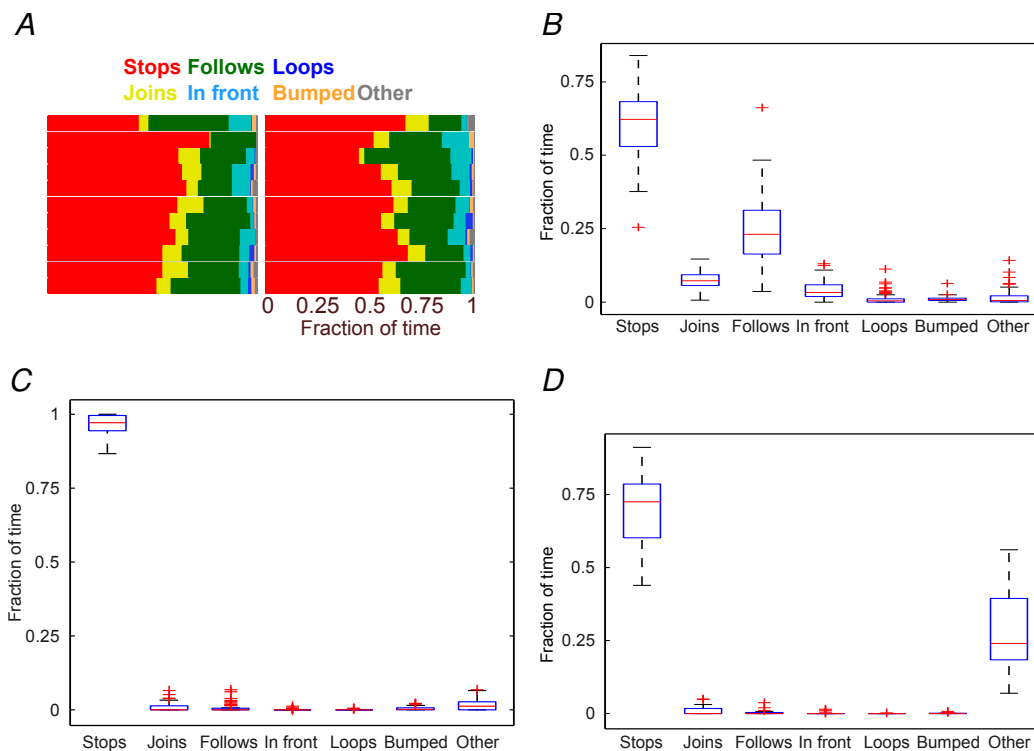 A
Stops Follows Loops
Joins In front Bumped Other
0 0.25 0.5 0.75 1
Fraction of time
B
Fraction of time
0.75
0.5
0.25
0
Stops Joins Follows In front Loops Bumped Other
C
Fraction of time
1
0.75
0.5
0.25
0
Stops Joins Follows In front Loops Bumped Other
D
Fraction of time
0.75
0.5
0.25
0
Stops Joins Follows In front Loops Bumped Other